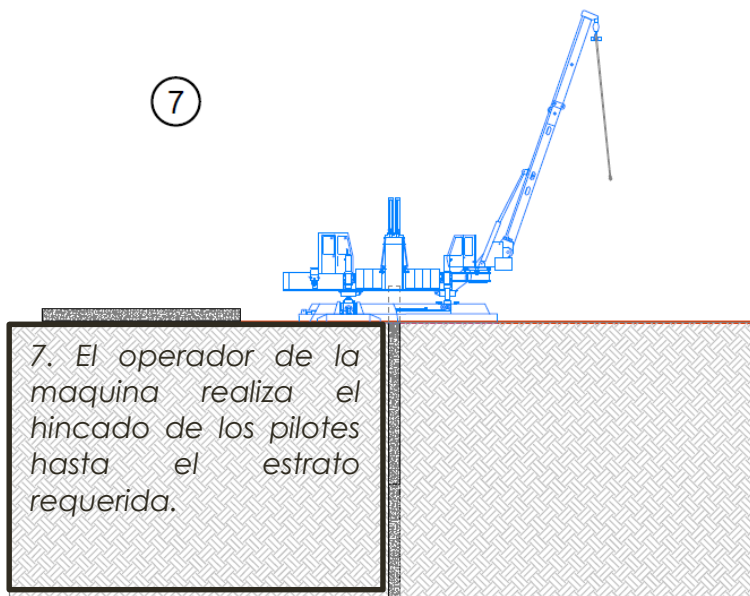 7
7. El operador de la
maquina realiza el
hincado de los pilotes
hasta el estrato
requerida.